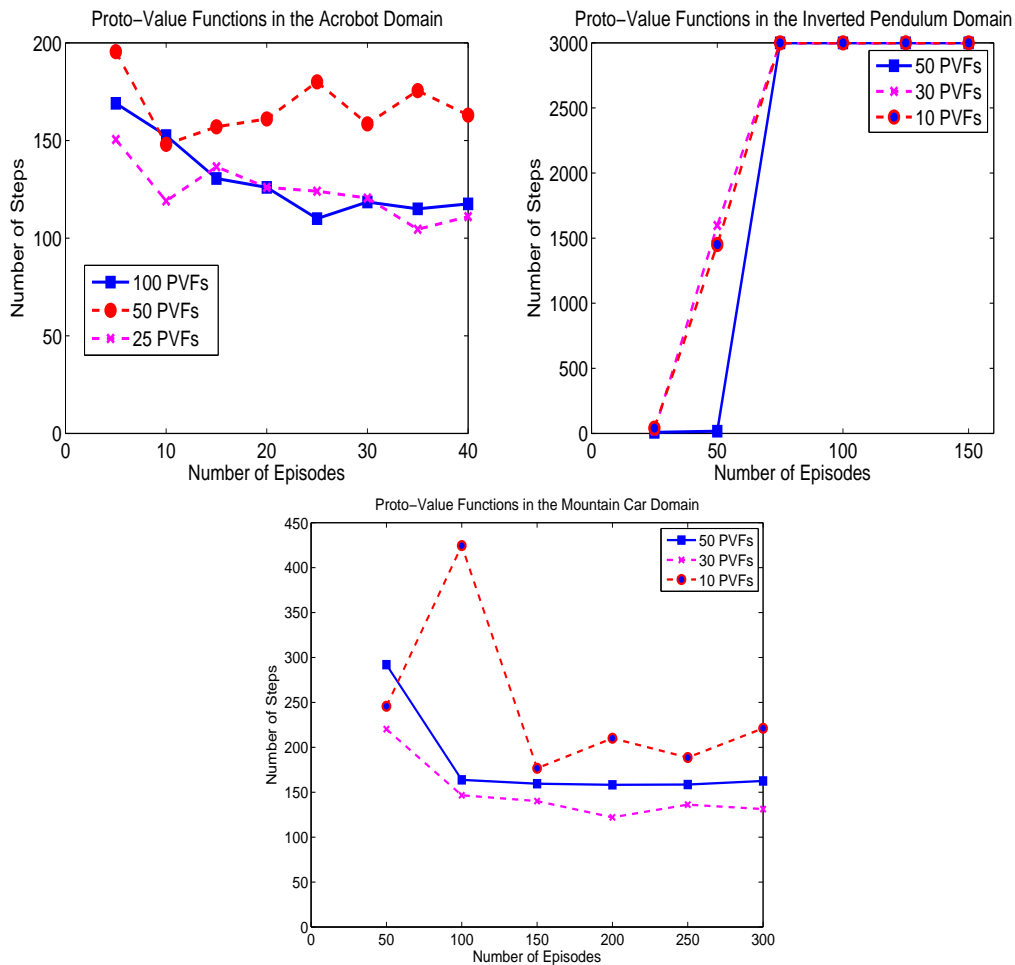 Proto-Value Functions in the Acrobot Domain
200
150
100
50
0
0
10
20
30
40
Number of Steps
Number of Episodes
100 PVFs
50 PVFs
25 PVFs
Proto-Value Functions in the Inverted Pendulum Domain
3000
2500
2000
1500
1000
500
0
0
50
100
150
Number of Steps
Number of Episodes
50 PVFs
30 PVFs
10 PVFs
Proto-Value Functions in the Mountain Car Domain
450
400
350
300
250
200
150
100
50
0
0
50
100
150
200
250
300
Number of Steps
Number of Episodes
50 PVFs
30 PVFs
10 PVFs